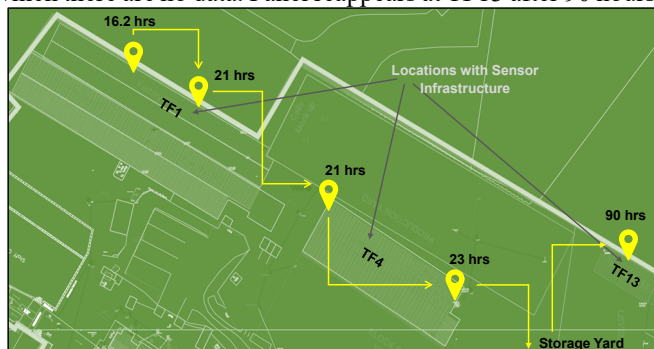 16.2 hrs
21 hrs
Locations with Sensor
Infrastructure
TF1
21 hrs
90 hrs
TF4
23 hrs
TF13
Storage Yard